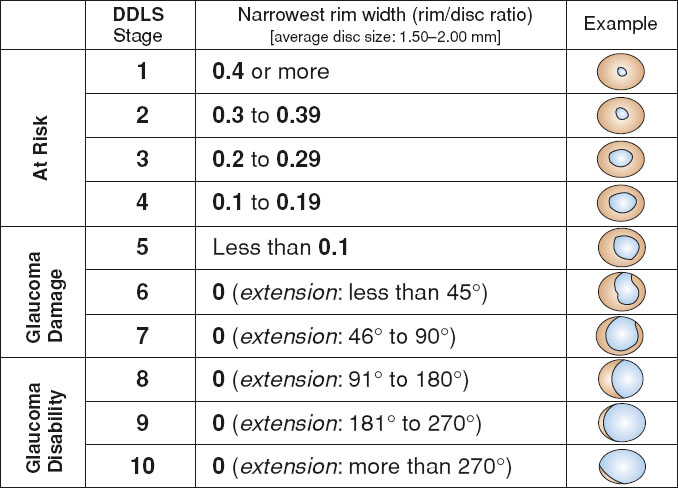 DDLS Stage Narrowest rim width (rim/disc ratio) [average disc size: 1.50–2.00 mm] Example
At Risk
1 0.4 or more
2 0.3 to 0.39
3 0.2 to 0.29
4 0.1 to 0.19
Glaucoma Damage
5 Less than 0.1
6 0 (extension: less than 45°)
7 0 (extension: 46° to 90°)
Glaucoma Disability
8 0 (extension: 91° to 180°)
9 0 (extension: 181° to 270°)
10 0 (extension: more than 270°)